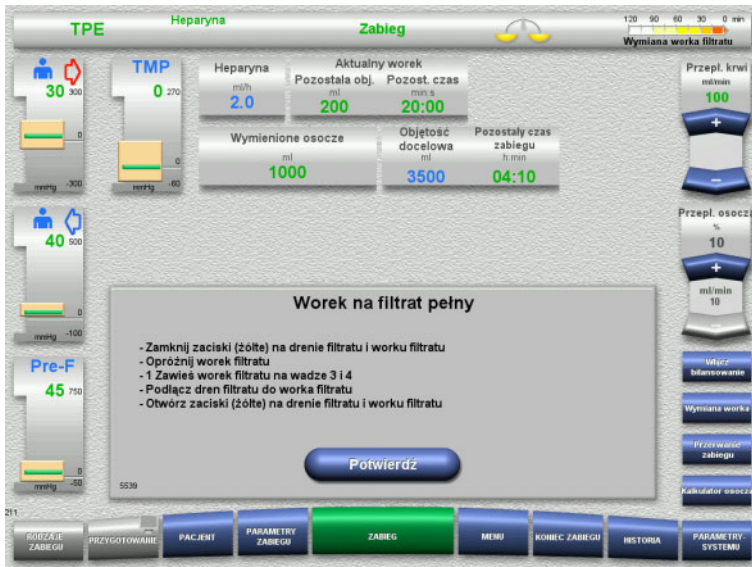 TPE
Heparyna
Zabieg
120 90 60 30 0 min
Wymiana worka filtratu
30 300
0
mmHg -300
TMP
0 270
0
mmHg -60
Heparyna
ml/h
2.0
Aktualny worek
Pozostała obj. Pozost. czas
ml min:s
200 20:00
Wymienione osocze
ml
1000
Objętość
docelowa
ml
3500
Pozostały czas
zabiegu
h:min
04:10
Przepł. krwi
ml/min
100
+
–
40 500
0
mmHg -100
Przepł. osocza
%
10
+
ml/min
10
–
Pre-F
45 750
0
mmHg -50
Worek na filtrat pełny
- Zamknij zaciski (żółte) na drenie filtratu i worku filtratu
- Opróżnij worek filtratu
- 1 Zawieś worek filtratu na wadze 3 i 4
- Podłącz dren filtratu do worka filtratu
- Otwórz zaciski (żółte) na drenie filtratu i worku filtratu
Potwierdź
5539
Włącz
bilansowanie
Wymiana worka
Przerwanie
zabiegu
Kalkulator osocza
211
RODZAJE
ZABIEGU
PRZYGOTOWANIE
PACJENT
PARAMETRY
ZABIEGU
ZABIEG
MENU
KONIEC ZABIEGU
HISTORIA
PARAMETRY-
SYSTEMU